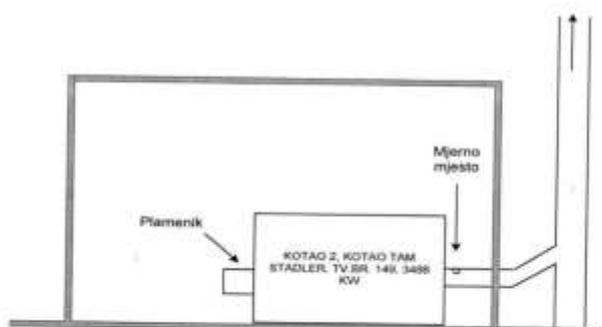 Mjerno
mjesto
Plamenik
KOTAO 2, KOTAO TAM
STADLER, TV.BR. 149, 3488
KW